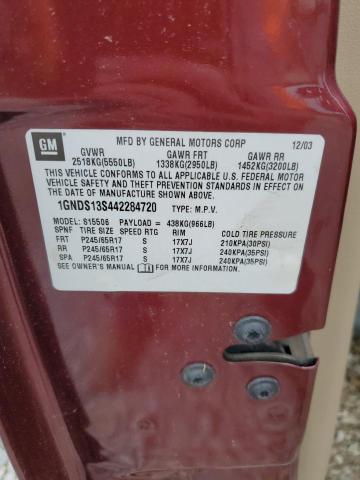 GM
MFD BY GENERAL MOTORS CORP 12/03
GVWR GAWR FRT GAWR RR
2518KG(5550LB) 1338KG(2950LB) 1452KG(3200LB)
THIS VEHICLE CONFORMS TO ALL APPLICABLE U.S. FEDERAL MOTOR
VEHICLE SAFETY AND THEFT PREVENTION STANDARDS IN EFFECT ON
THE DATE OF MANUFACTURE SHOWN ABOVE.
1GNDS13S442284720 TYPE: M.P.V.
MODEL: S15506 PAYLOAD = 438KG(966LB)
SPNF TIRE SIZE SPEED RTG RIM COLD TIRE PRESSURE
FRT P245/65R17 S 17X7J 210KPA(30PSI)
RR P245/65R17 S 17X7J 240KPA(35PSI)
SPA P245/65R17 S 17X7J 240KPA(35PSI)
SEE OWNER'S MANUAL FOR MORE INFORMATION.